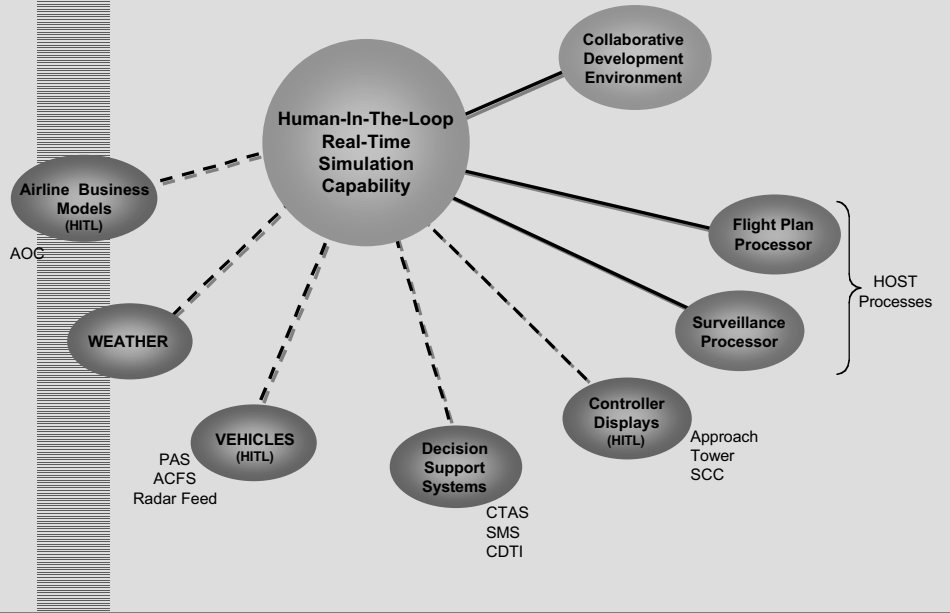 Collaborative
Development
Environment
Human-In-The-Loop
Real-Time
Simulation
Capability
Airline Business
Models
(HITL)
AOC
Flight Plan
Processor
HOST
Processes
Surveillance
Processor
WEATHER
VEHICLES
(HITL)
PAS
ACFS
Radar Feed
Decision
Support
Systems
CTAS
SMS
CDTI
Controller
Displays
(HITL)
Approach
Tower
SCC